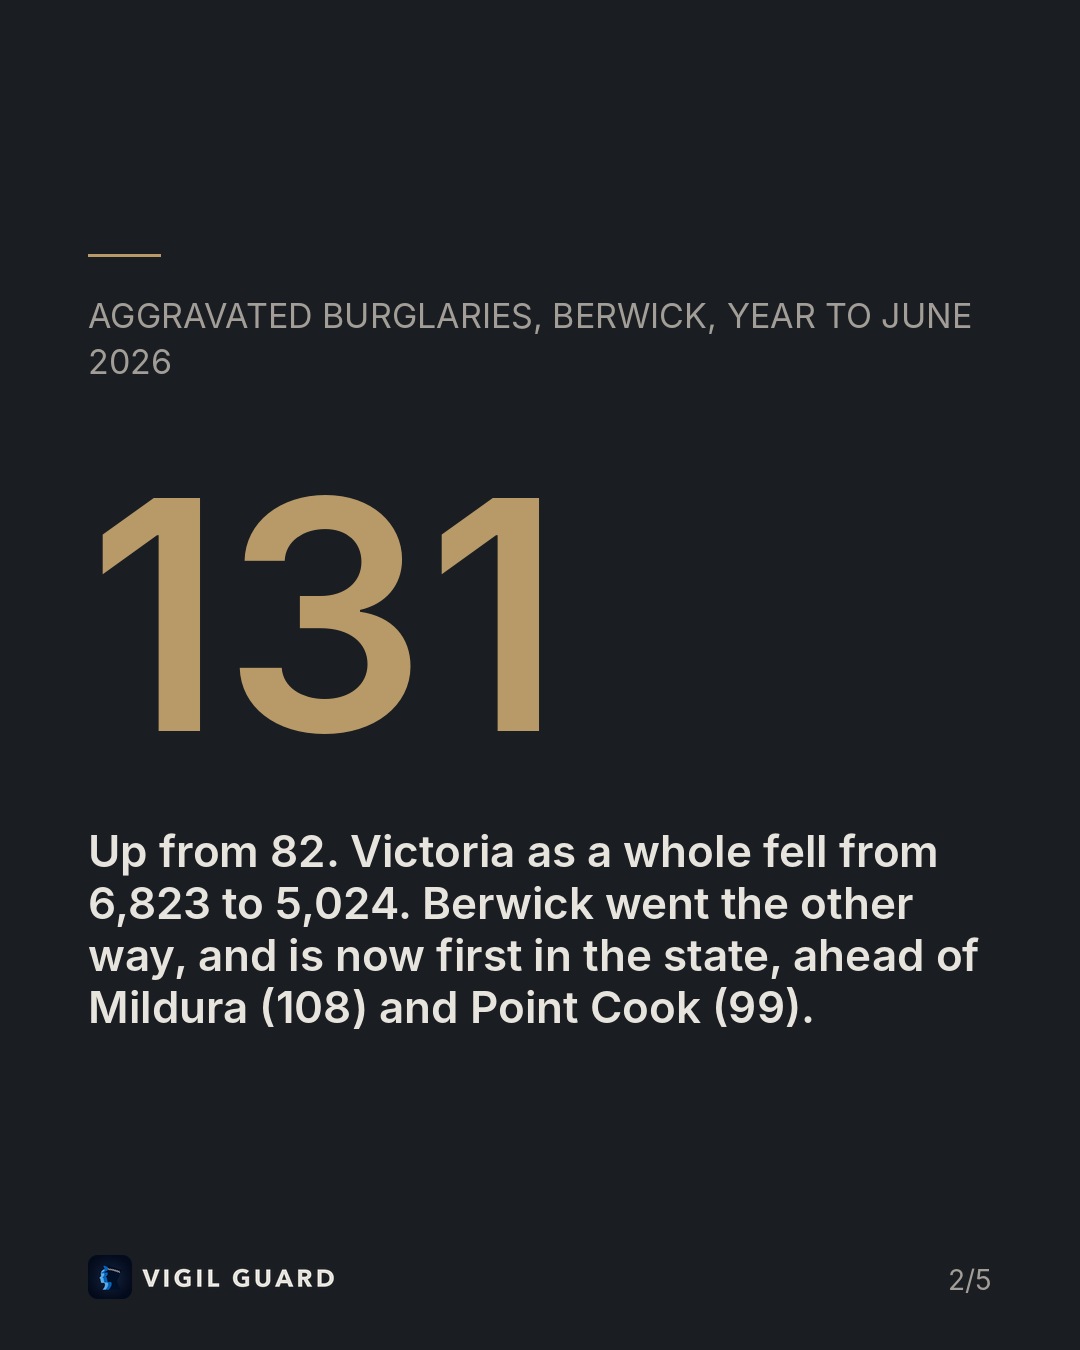 AGGRAVATED BURGLARIES, BERWICK, YEAR TO JUNE
2026
131
Up from 82. Victoria as a whole fell from
6,823 to 5,024. Berwick went the other
way, and is now first in the state, ahead of
Mildura (108) and Point Cook (99).
VIGIL GUARD
2/5